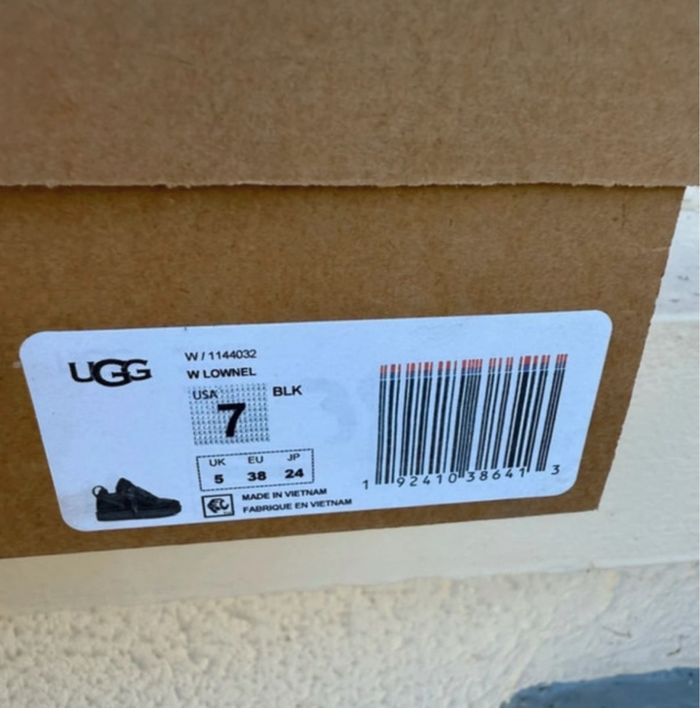 UGG
W / 1144032
W LOWNEL
USA
7
BLK
UK EU JP
5 38 24
MADE IN VIETNAM
FABRIQUE EN VIETNAM
1 92410 38641 3